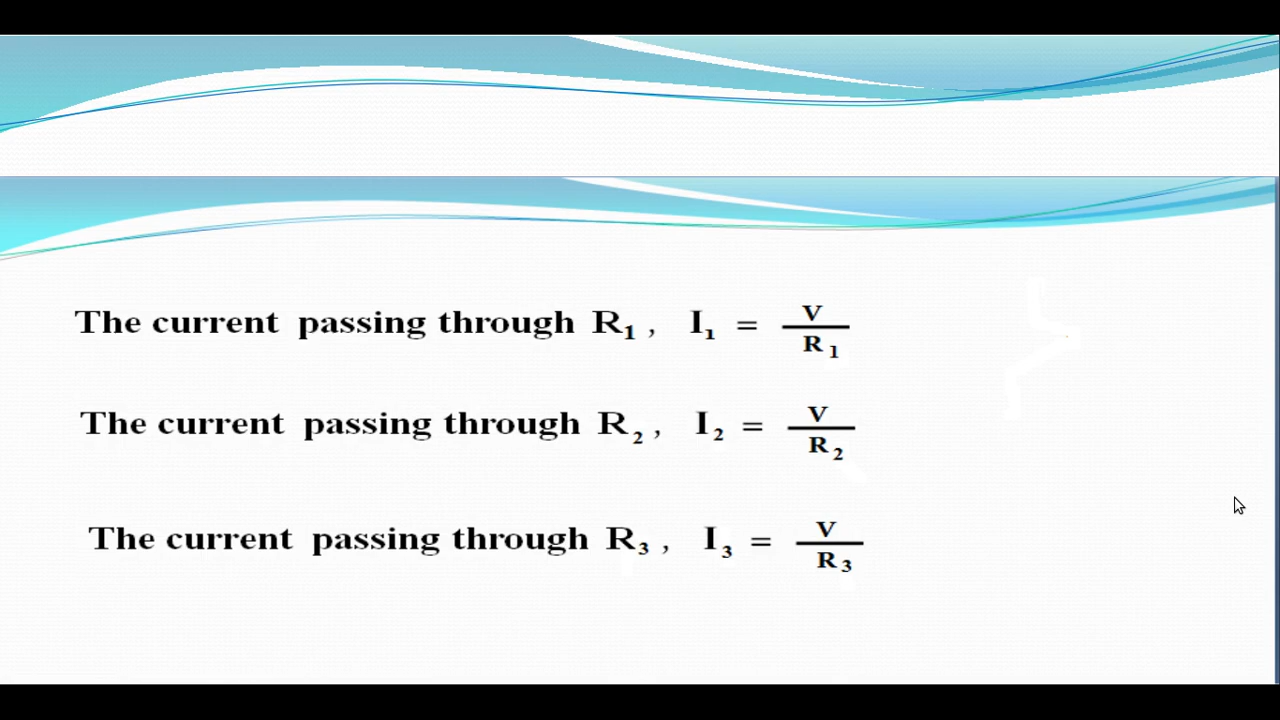 The current passing through R₁ , I₁ = V / R₁
The current passing through R₂ , I₂ = V / R₂
The current passing through R₃ , I₃ = V / R₃